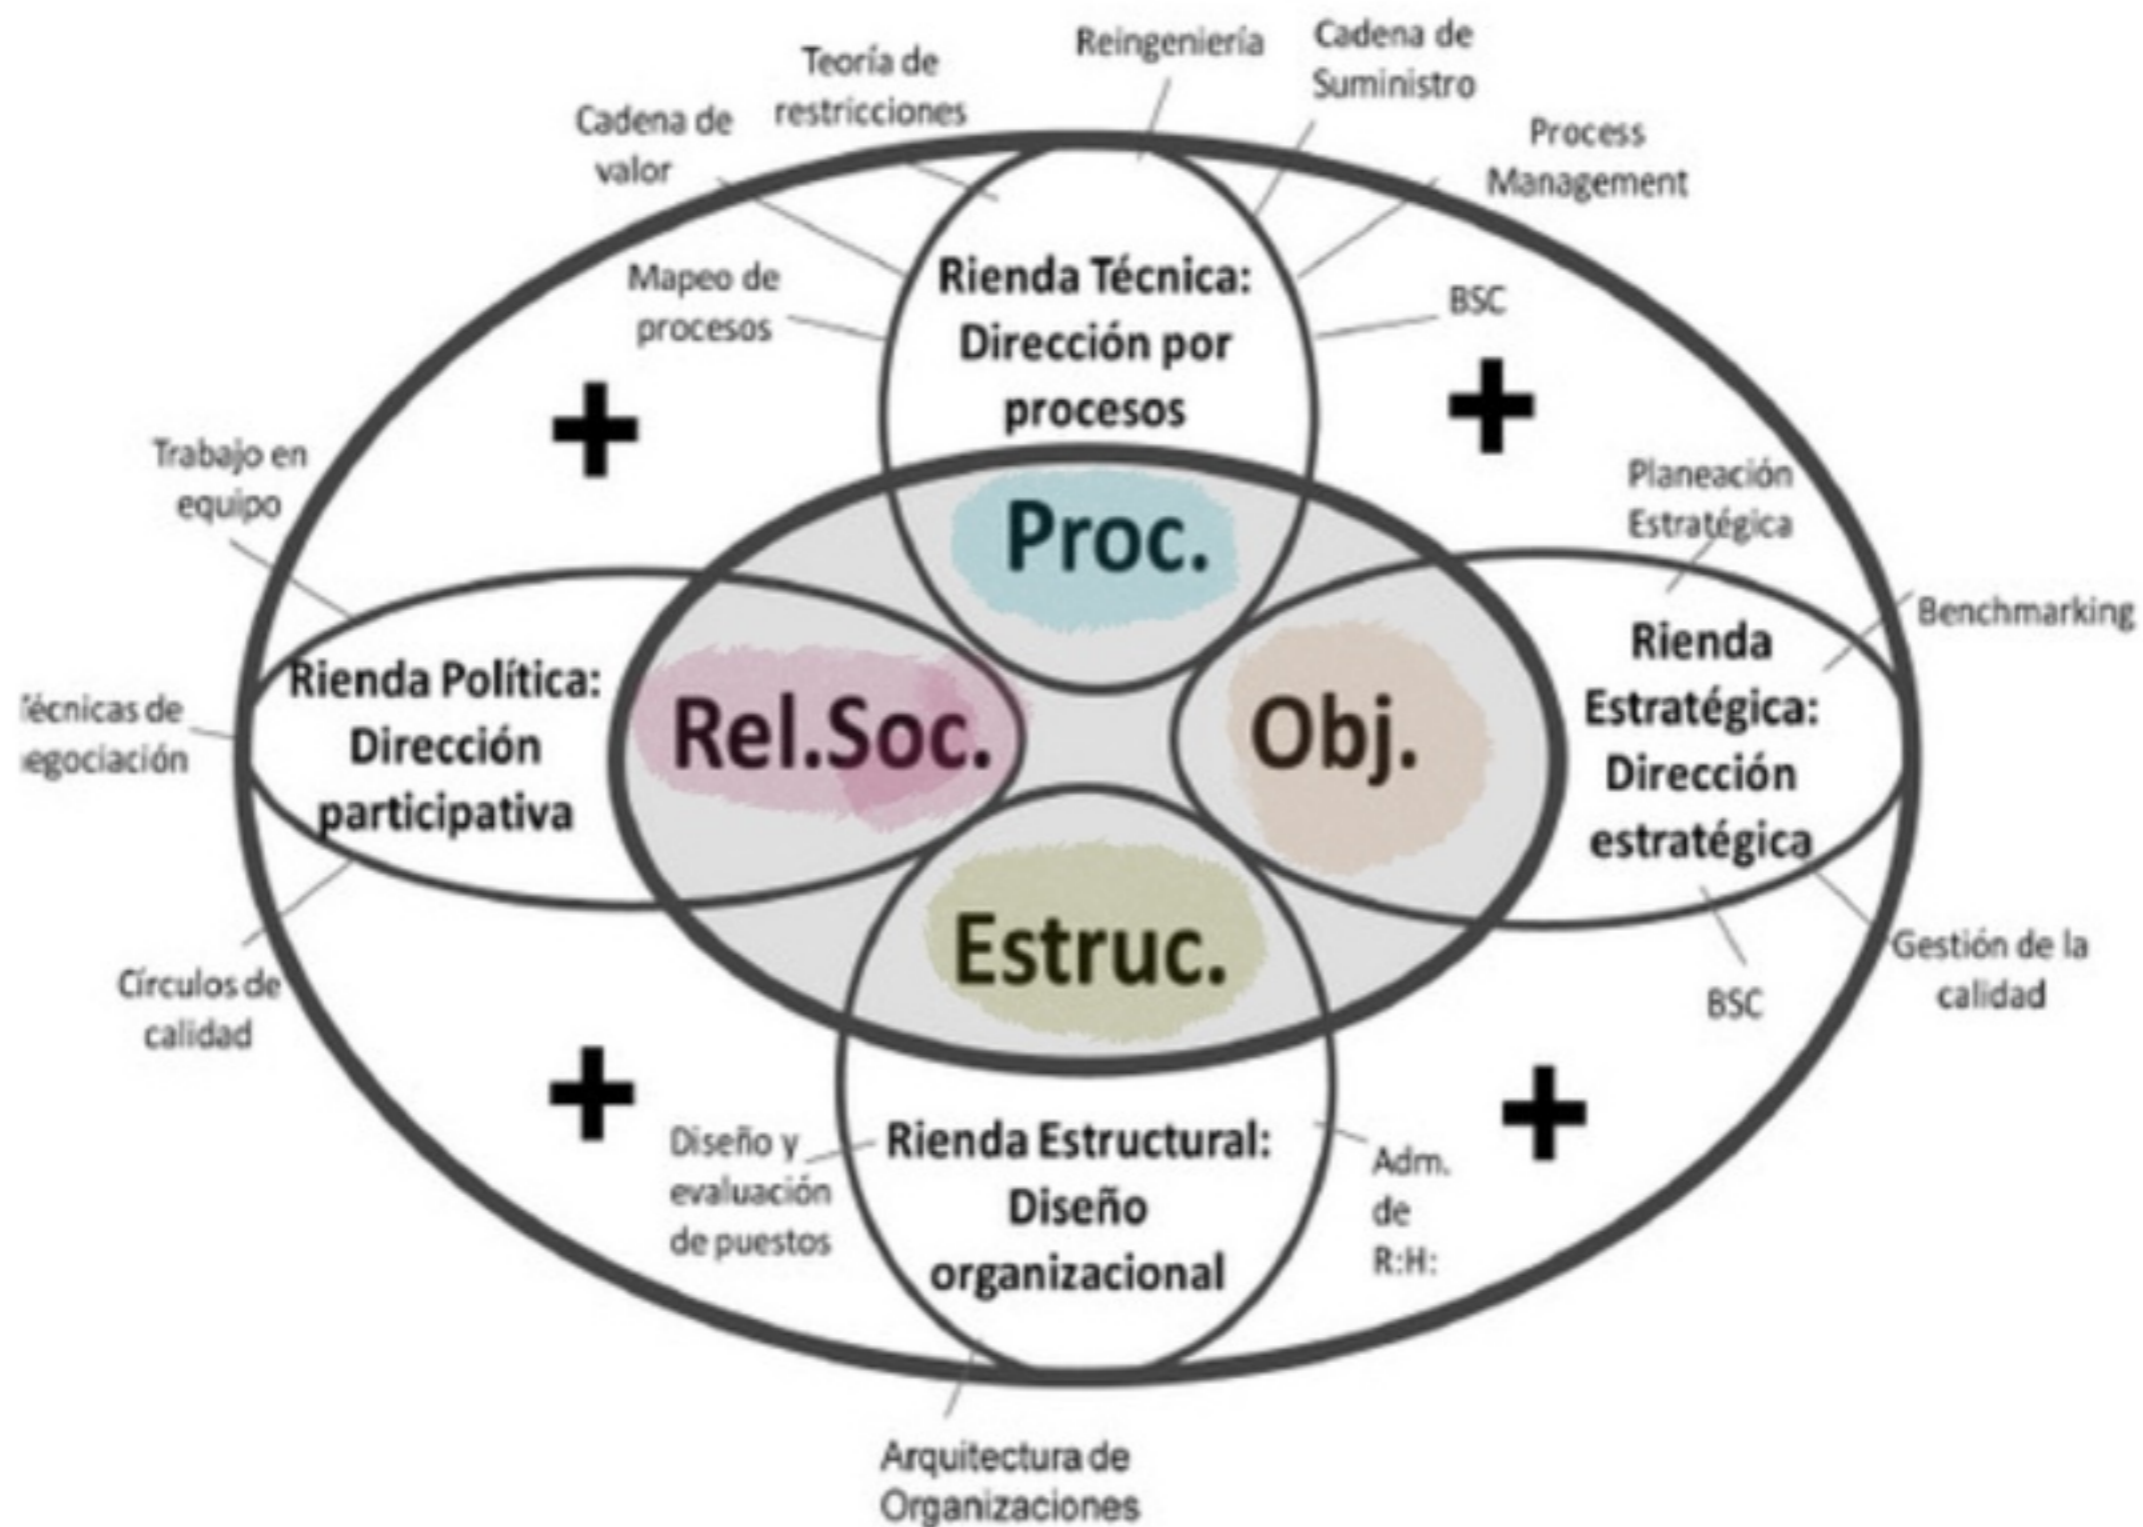 Reingeniería
Cadena de
Suministro
Teoría de
restricciones
Cadena de
valor
Process
Management
Mapeo de
procesos
BSC
Rienda Técnica:
Dirección por
procesos
Trabajo en
equipo
Planeación
Estratégica
Proc.
Benchmarking
Rienda Política:
Dirección
participativa
Rel.Soc.
Obj.
Rienda
Estratégica:
Dirección
estratégica
écnicas de
egociación
Estruc.
Círculos de
calidad
BSC
Gestión de la
calidad
Diseño y
evaluación
de puestos
Rienda Estructural:
Diseño
organizacional
Adm.
de
R:H:
Arquitectura de
Organizaciones